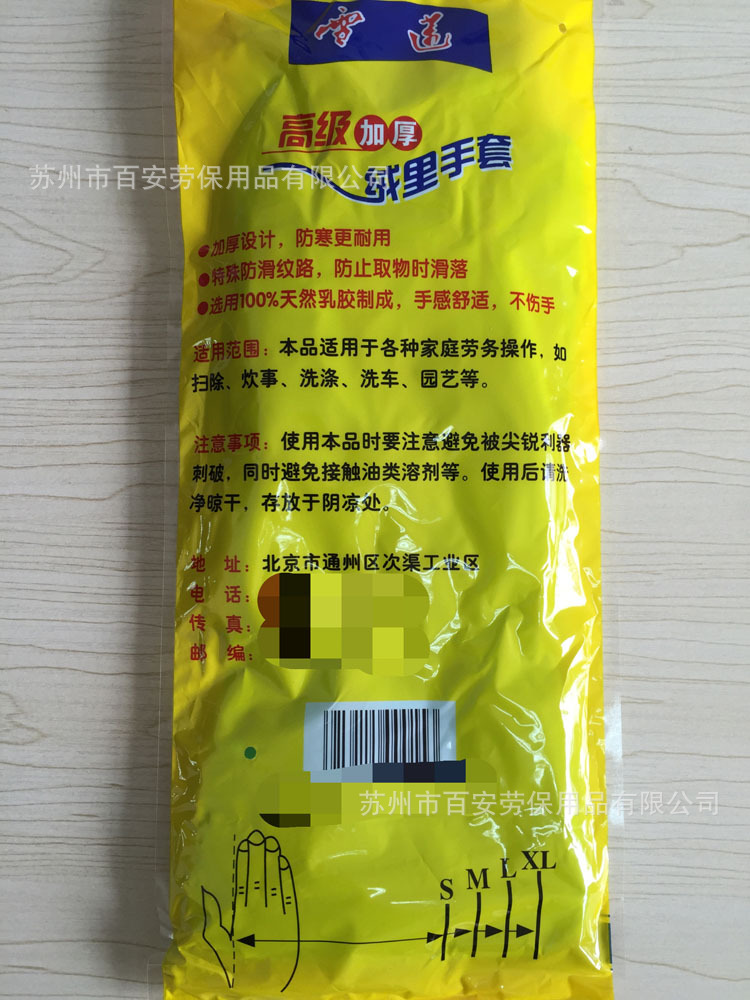 雪莲
高级加厚
绒里手套
苏州市百安劳保用品有限公司
●加厚设计，防寒更耐用
●特殊防滑纹路，防止取物时滑落
●选用100%天然乳胶制成，手感舒适，不伤手
适用范围：本品适用于各种家庭劳务操作，如
扫除、炊事、洗涤、洗车、园艺等。
注意事项：使用本品时要注意避免被尖锐利器
刺破，同时避免接触油类溶剂等。使用后请洗
净晾干，存放于阴凉处。
地 址：北京市通州区次渠工业区
电 话：
传 真：
邮 编：
苏州市百安劳保用品有限公司
S M L XL